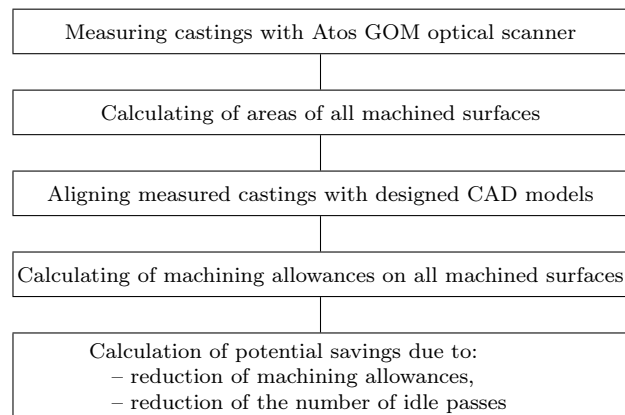 Measuring castings with Atos GOM optical scanner
Calculating of areas of all machined surfaces
Aligning measured castings with designed CAD models
Calculating of machining allowances on all machined surfaces
Calculation of potential savings due to:
– reduction of machining allowances,
– reduction of the number of idle passes